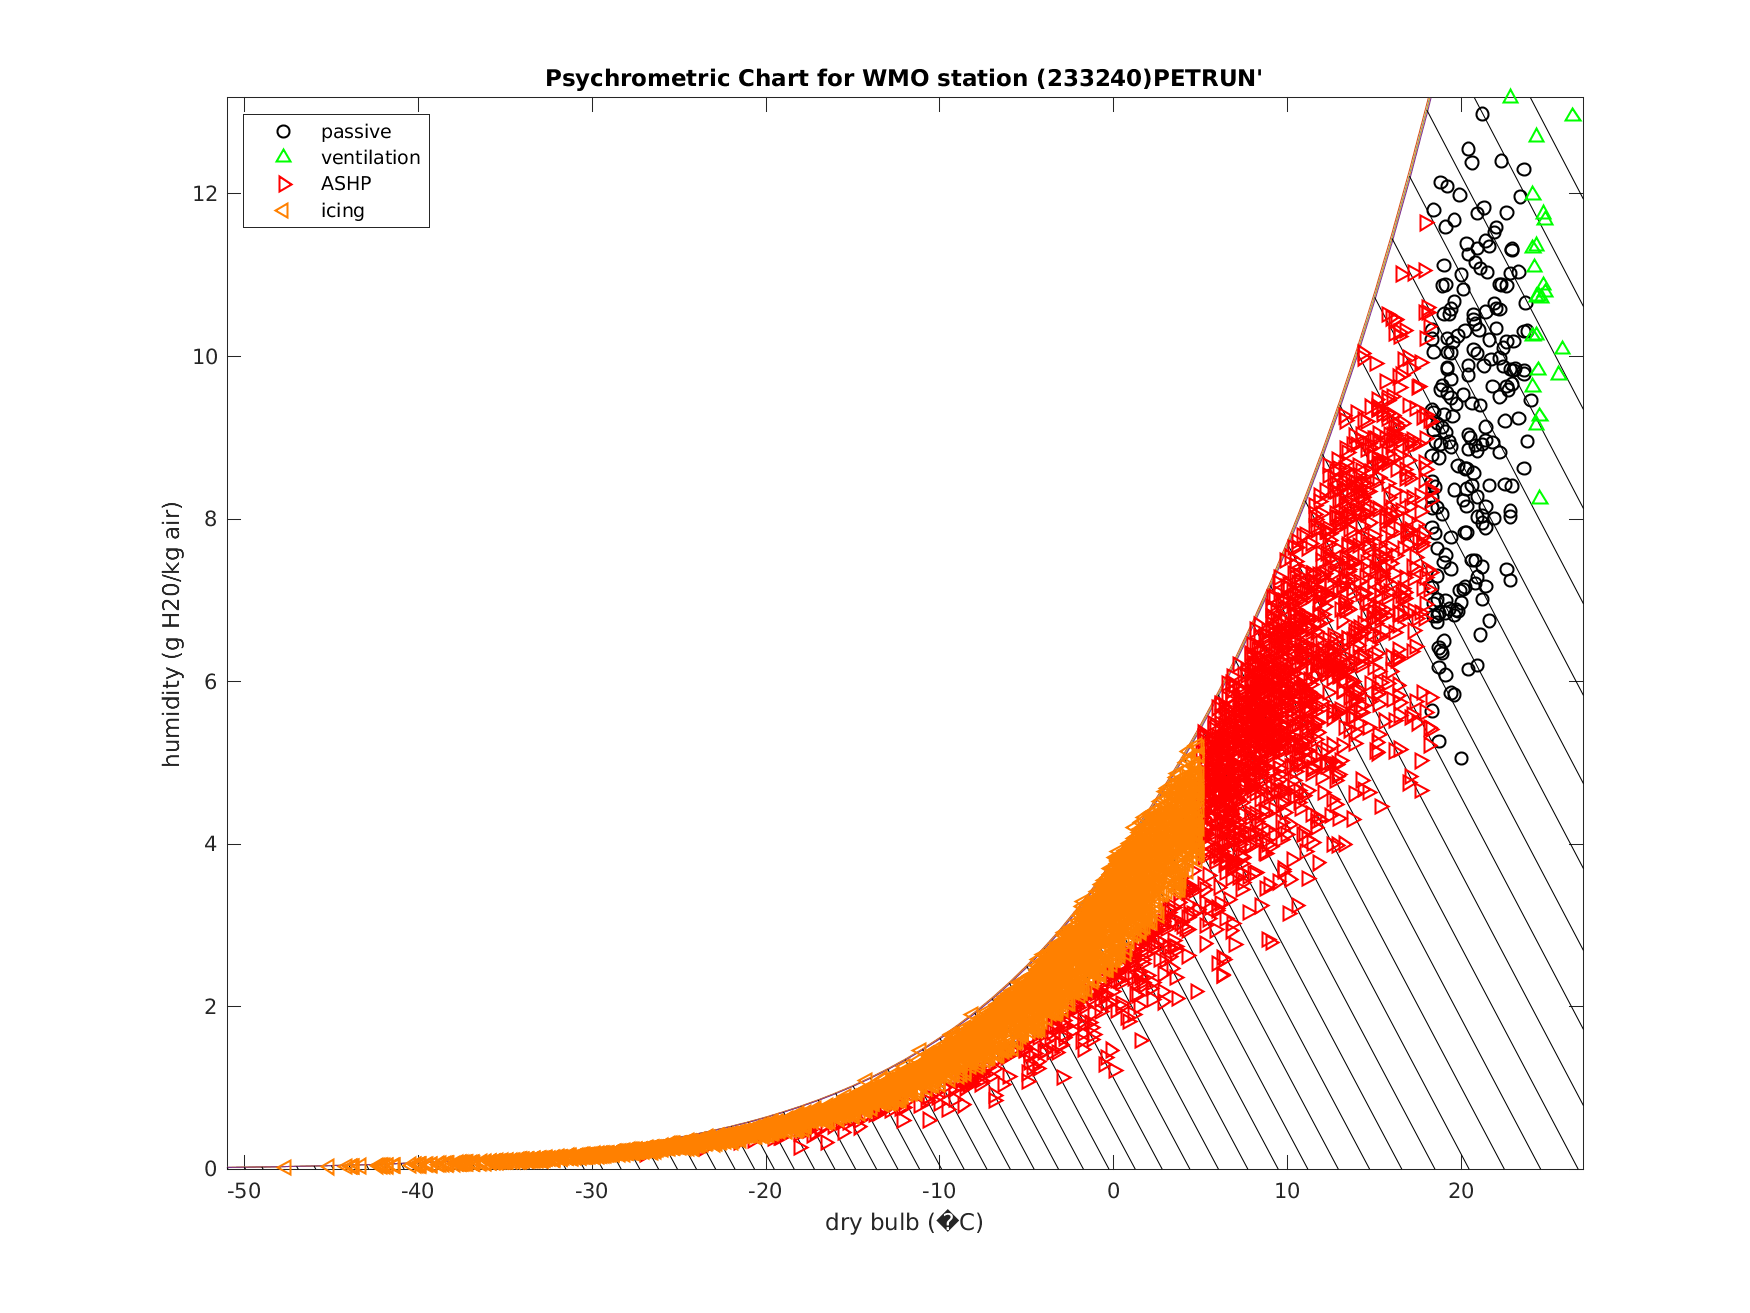 Psychrometric Chart for WMO station (233240)PETRUN'
passive
ventilation
ASHP
icing
humidity (g H20/kg air)
12
10
8
6
4
2
0
-50 -40 -30 -20 -10 0 10 20
dry bulb (�C)